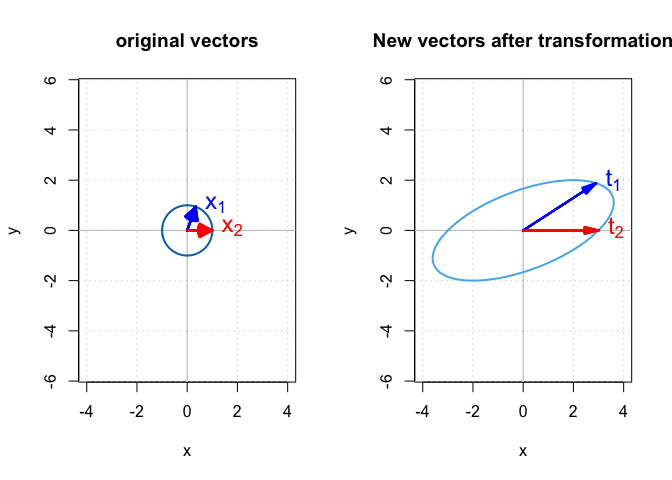 original vectors
6
4
2
0
-2
-4
-6
y
x₁
x₂
-4 -2 0 2 4
x
New vectors after transformation
6
4
2
0
-2
-4
-6
y
t₁
t₂
-4 -2 0 2 4
x